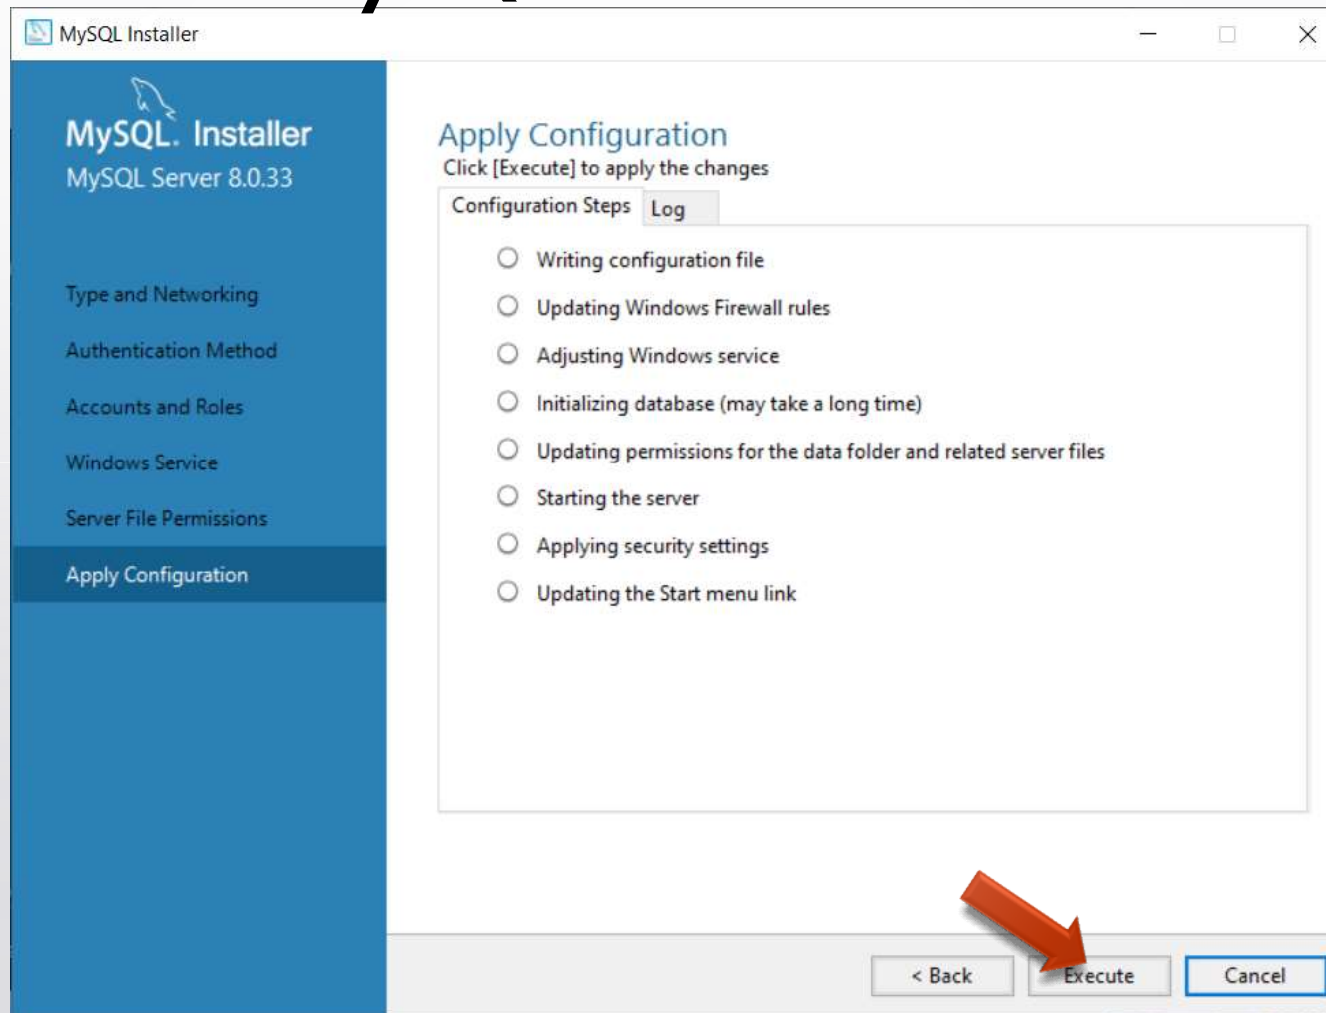 MySQL Installer
MySQL. Installer
MySQL Server 8.0.33
Type and Networking
Authentication Method
Accounts and Roles
Windows Service
Server File Permissions
Apply Configuration
Apply Configuration
Click [Execute] to apply the changes
Configuration Steps
Log
Writing configuration file
Updating Windows Firewall rules
Adjusting Windows service
Initializing database (may take a long time)
Updating permissions for the data folder and related server files
Starting the server
Applying security settings
Updating the Start menu link
< Back
Execute
Cancel